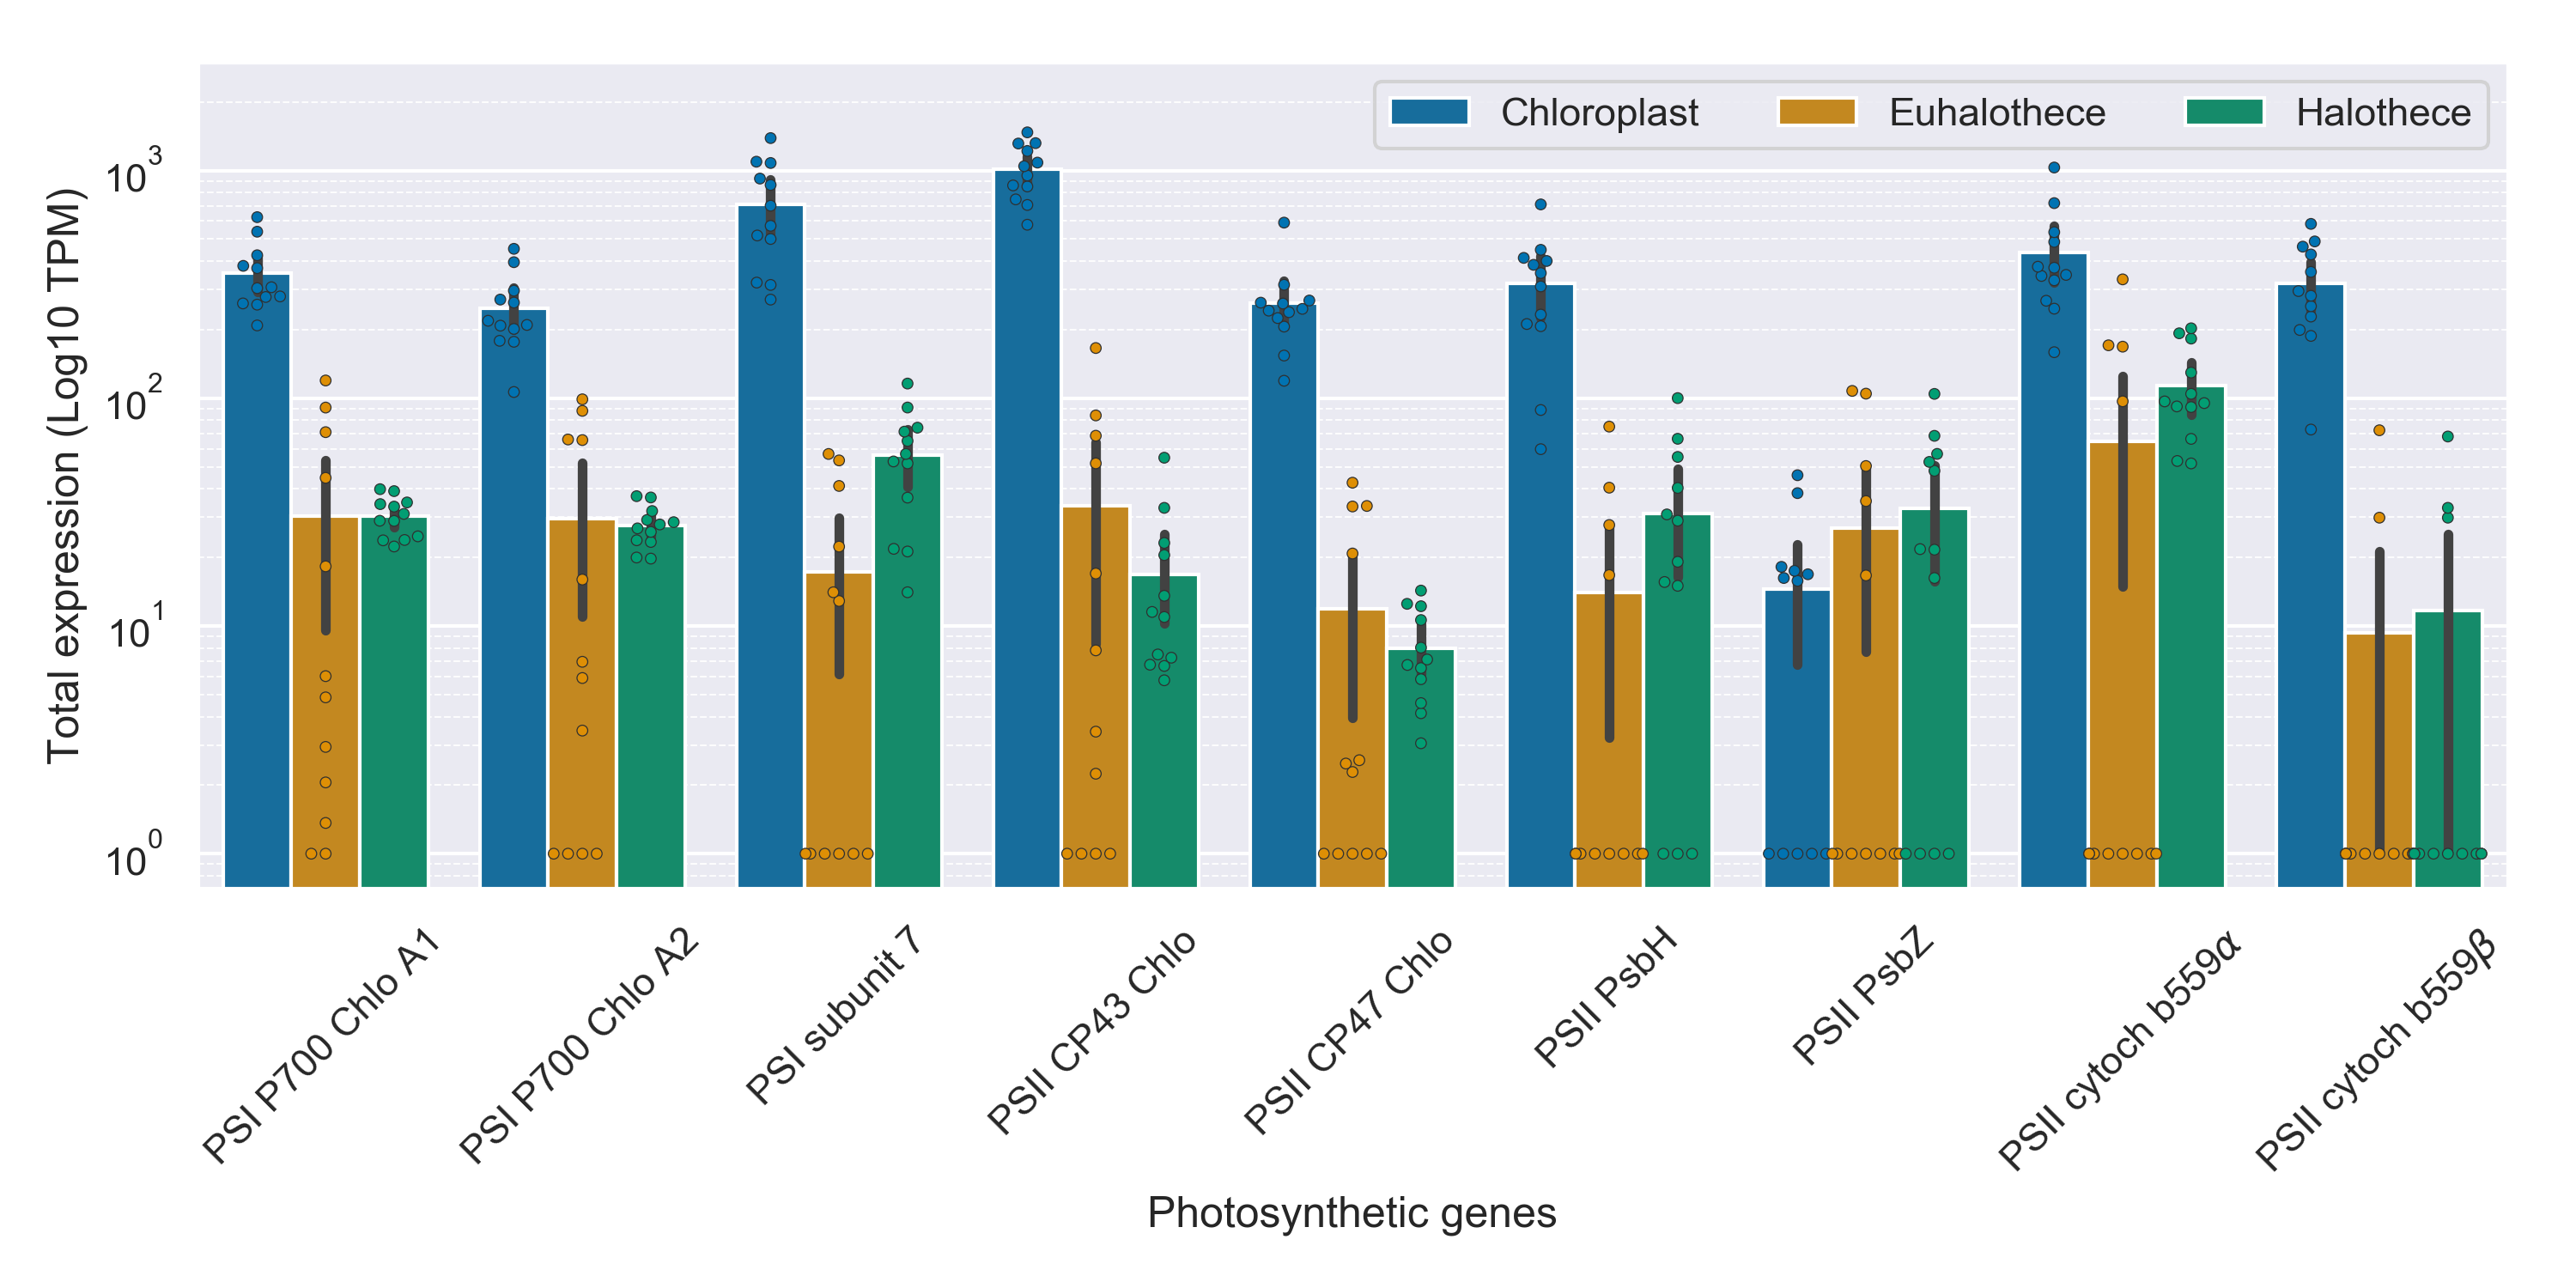 Chloroplast Euhalothece Halothece
Total expression (Log10 TPM)
10³
10²
10¹
10⁰
PSI P700 Chlo A1
PSI P700 Chlo A2
PSI subunit 7
PSII CP43 Chlo
PSII CP47 Chlo
PSII PsbH
PSII PsbZ
PSII cytoch b559α
PSII cytoch b559β
Photosynthetic genes